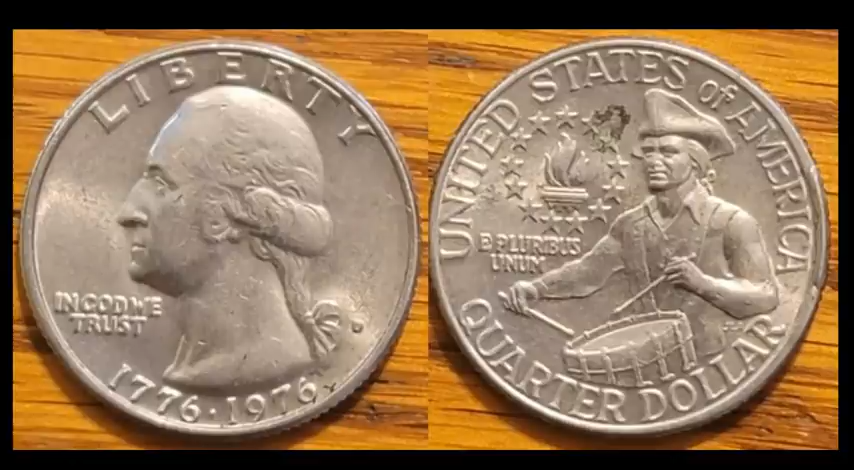 LIBERTY
IN GOD WE
TRUST
1776·1976
UNITED STATES of AMERICA
E PLURIBUS
UNUM
QUARTER DOLLAR